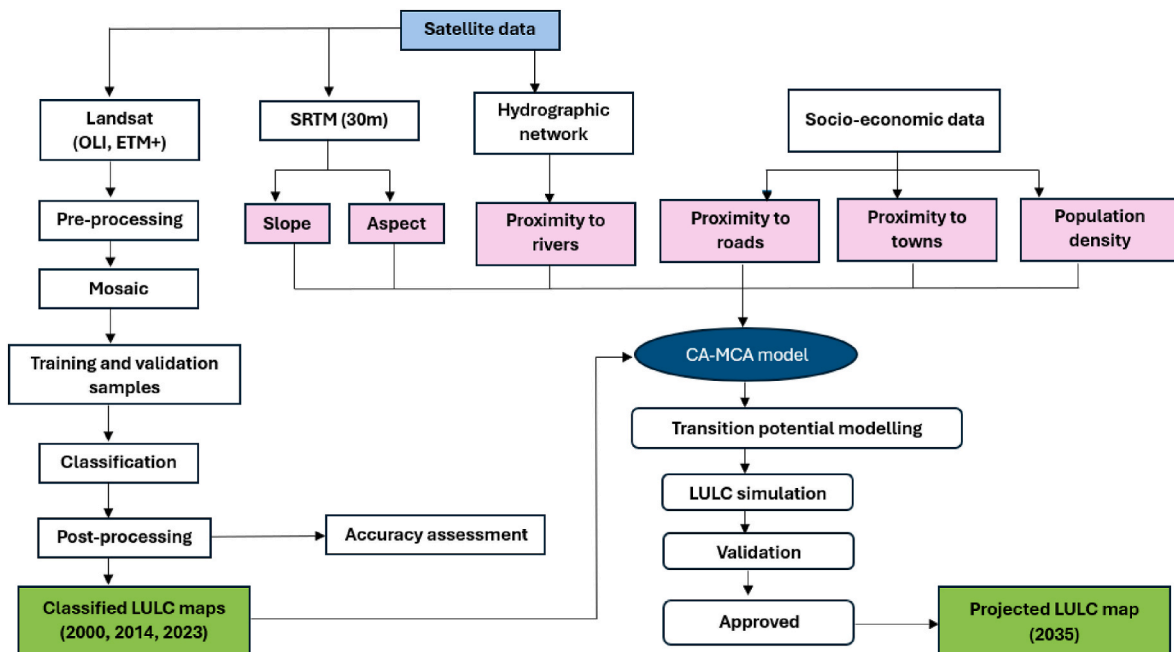 Satellite data
Landsat
(OLI, ETM+)
SRTM (30m)
Hydrographic
network
Socio-economic data
Pre-processing
Slope
Aspect
Proximity to
rivers
Proximity to
roads
Proximity to
towns
Population
density
Mosaic
Training and validation
samples
CA-MCA model
Transition potential modelling
Classification
LULC simulation
Post-processing
Accuracy assessment
Validation
Classified LULC maps
(2000, 2014, 2023)
Approved
Projected LULC map
(2035)